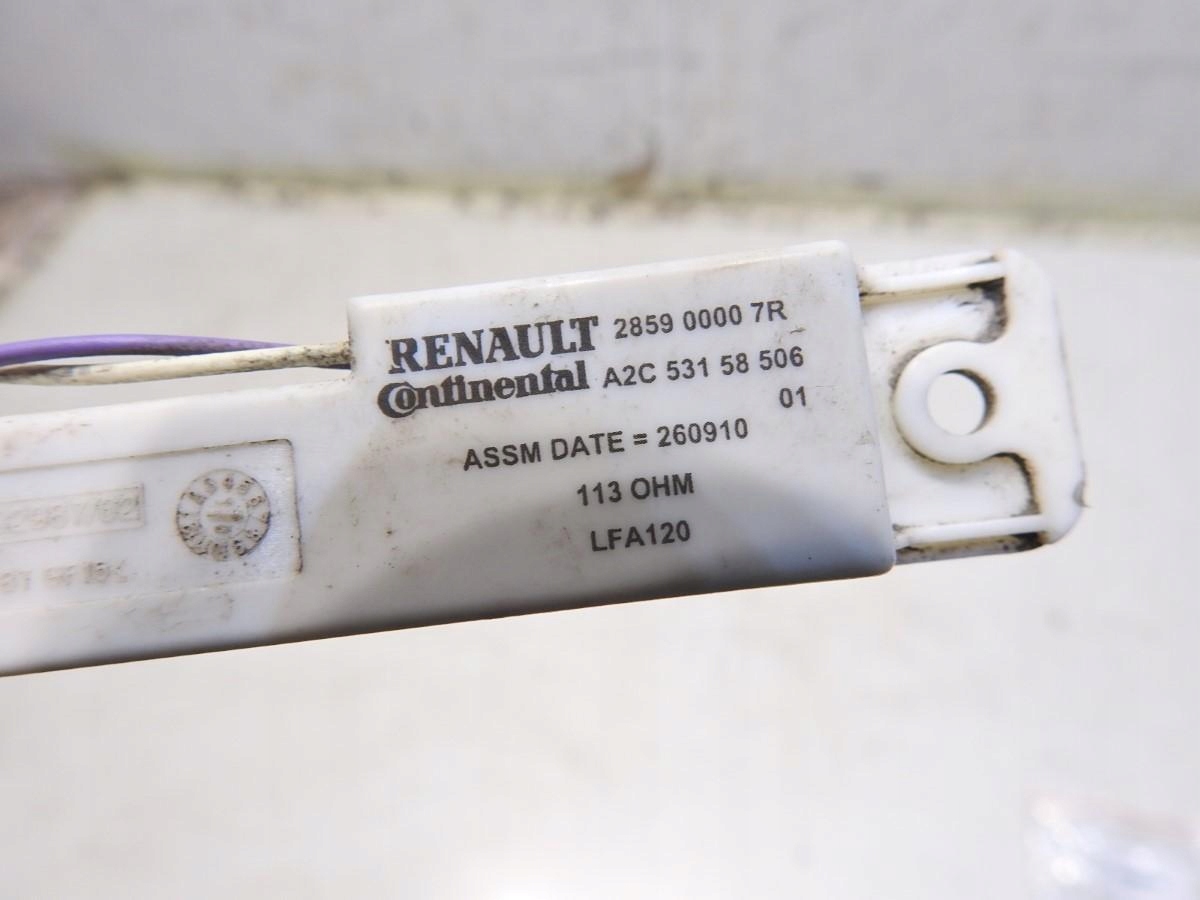 RENAULT 2859 0000 7R
Continental A2C 531 58 506
01
ASSM DATE = 260910
113 OHM
LFA120